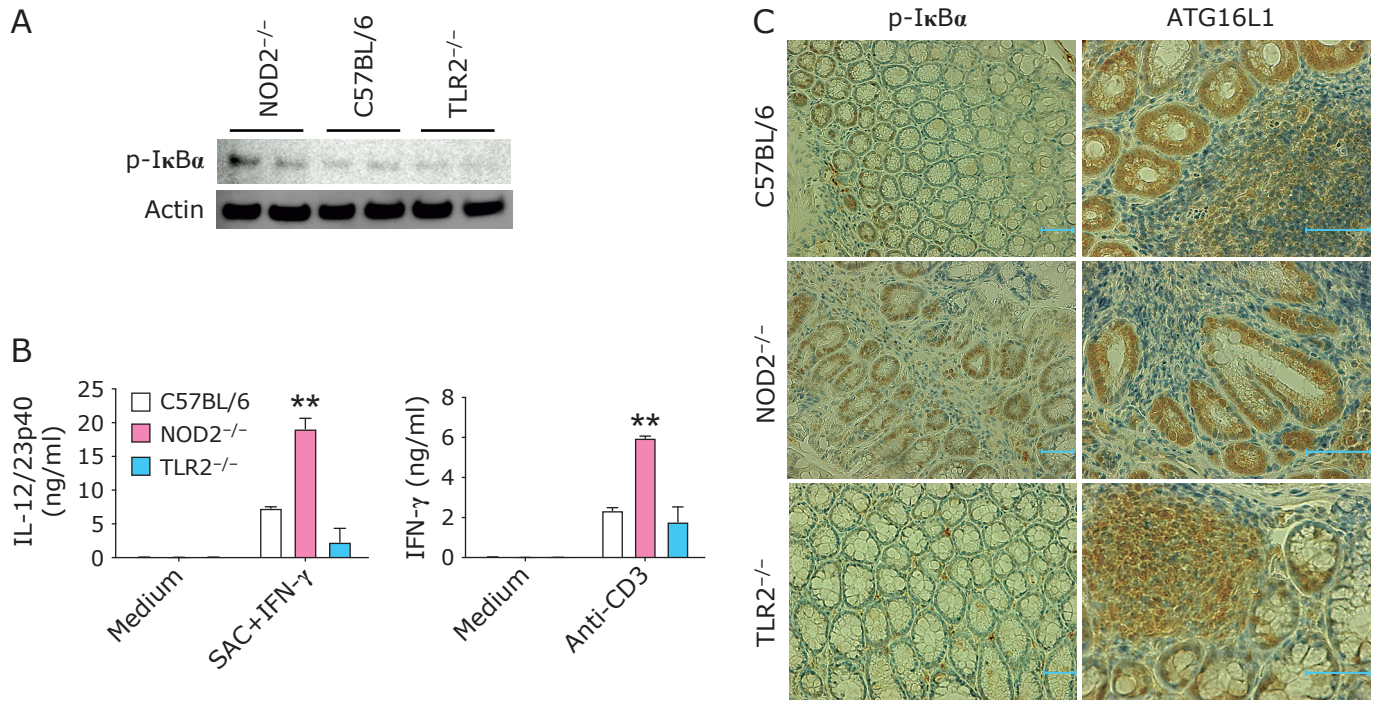 A
NOD2⁻/⁻
C57BL/6
TLR2⁻/⁻
p-IκBα
Actin
B
IL-12/23p40
(ng/ml)
25
20
15
10
5
0
C57BL/6
NOD2⁻/⁻
TLR2⁻/⁻
**
Medium
SAC+IFN-γ
IFN-γ (ng/ml)
8
6
4
2
0
**
Medium
Anti-CD3
C
p-IκBα
ATG16L1
C57BL/6
NOD2⁻/⁻
TLR2⁻/⁻